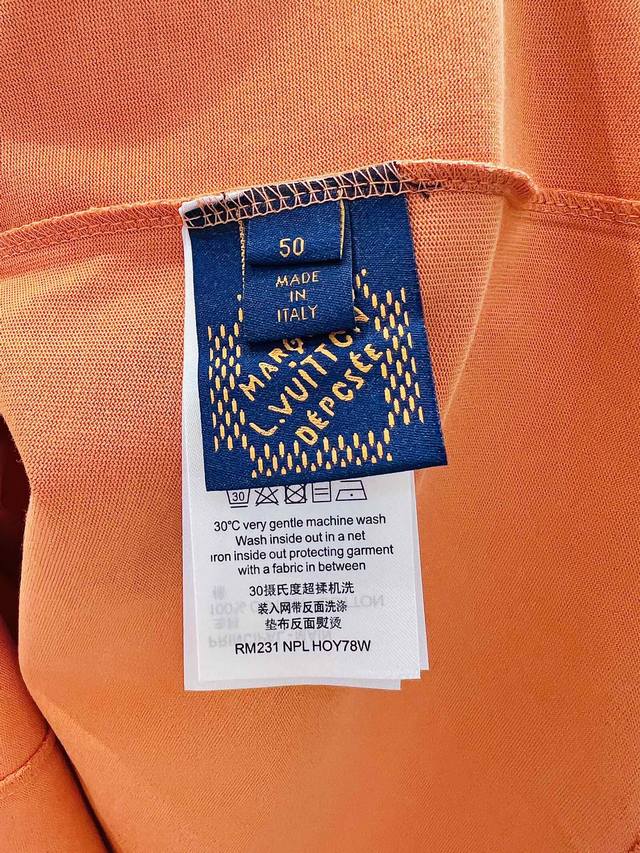 50
MADE
IN
ITALY
MARQ
L.VUITTON
DÉPOSÉE
30
30°C very gentle machine wash
Wash inside out in a net
iron inside out protecting garment
with a fabric in between
30摄氏度超揉机洗
装入网带反面洗涤
垫布反面熨烫
RM231 NPL HOY78W